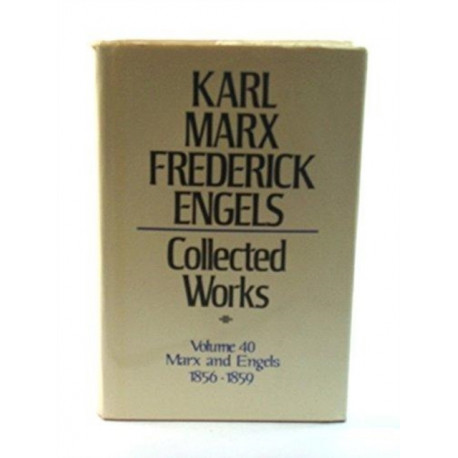 KARL
MARX
FREDERICK
ENGELS
Collected
Works
Volume 40
Marx and Engels
1856-1859